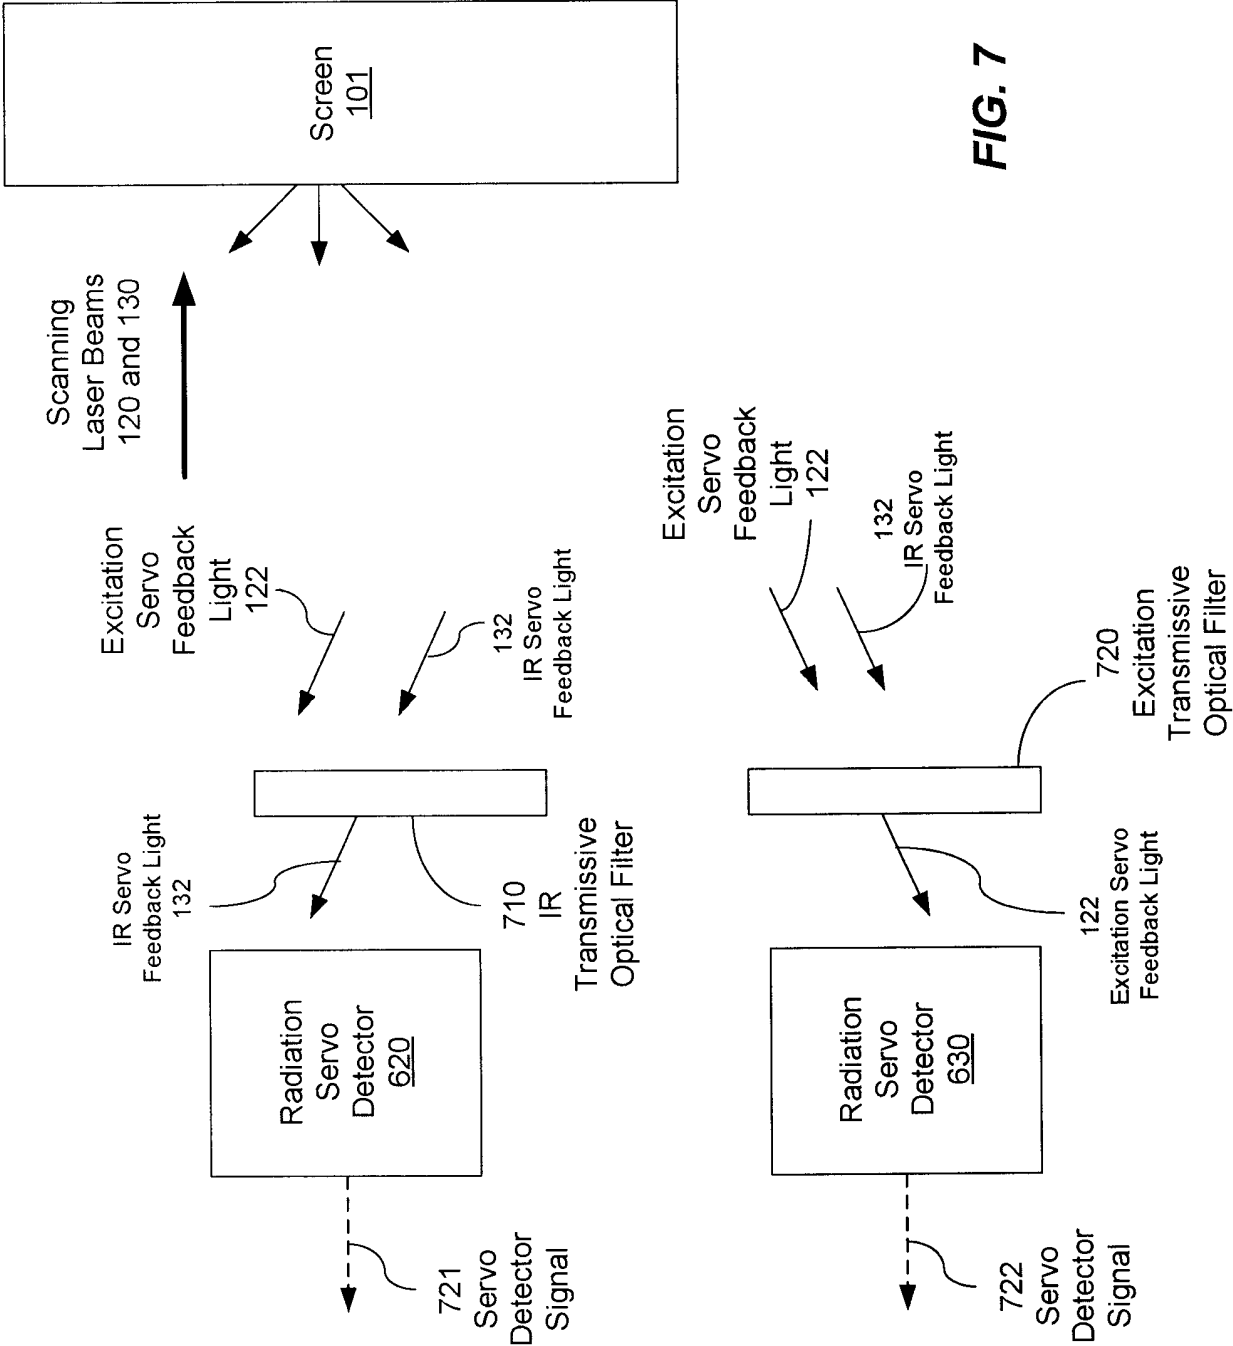 Screen
101
Scanning
Laser Beams
120 and 130
Excitation
Servo
Feedback
Light
122
132
IR Servo
Feedback Light
IR Servo
Feedback Light
132
710
IR
Transmissive
Optical Filter
Radiation
Servo
Detector
620
721
Servo
Detector
Signal
Excitation
Servo
Feedback
Light
122
132
IR Servo
Feedback Light
720
Excitation
Transmissive
Optical Filter
122
Excitation Servo
Feedback Light
Radiation
Servo
Detector
630
722
Servo
Detector
Signal
FIG. 7